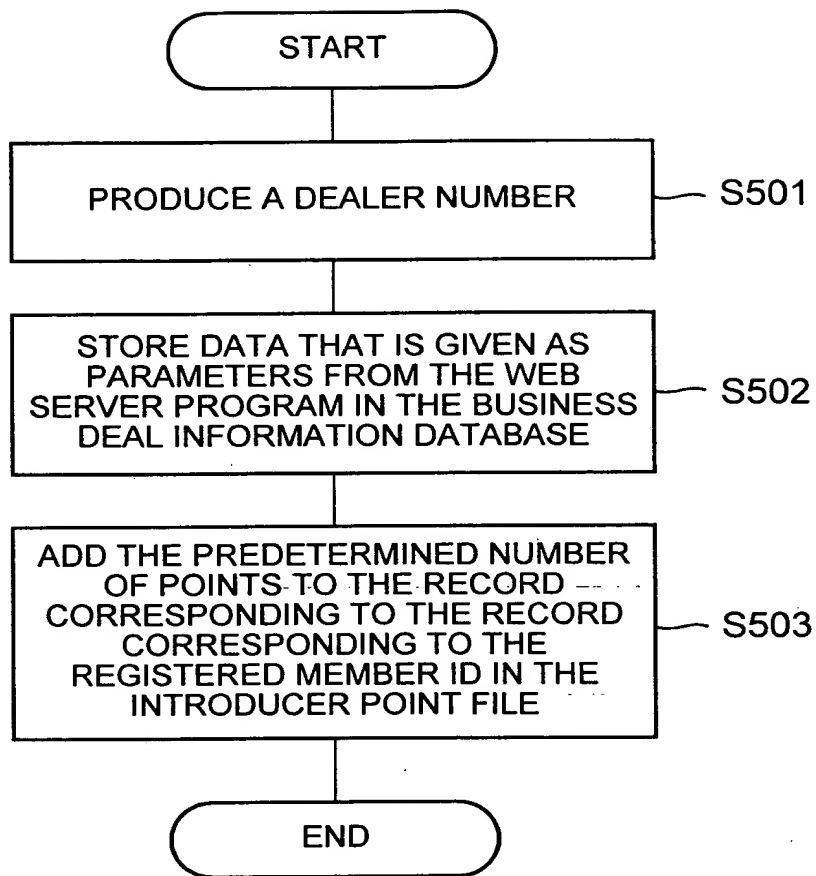 START
PRODUCE A DEALER NUMBER
S501
STORE DATA THAT IS GIVEN AS
PARAMETERS FROM THE WEB
SERVER PROGRAM IN THE BUSINESS
DEAL INFORMATION DATABASE
S502
ADD THE PREDETERMINED NUMBER
OF POINTS TO THE RECORD
CORRESPONDING TO THE RECORD
CORRESPONDING TO THE
REGISTERED MEMBER ID IN THE
INTRODUCER POINT FILE
S503
END